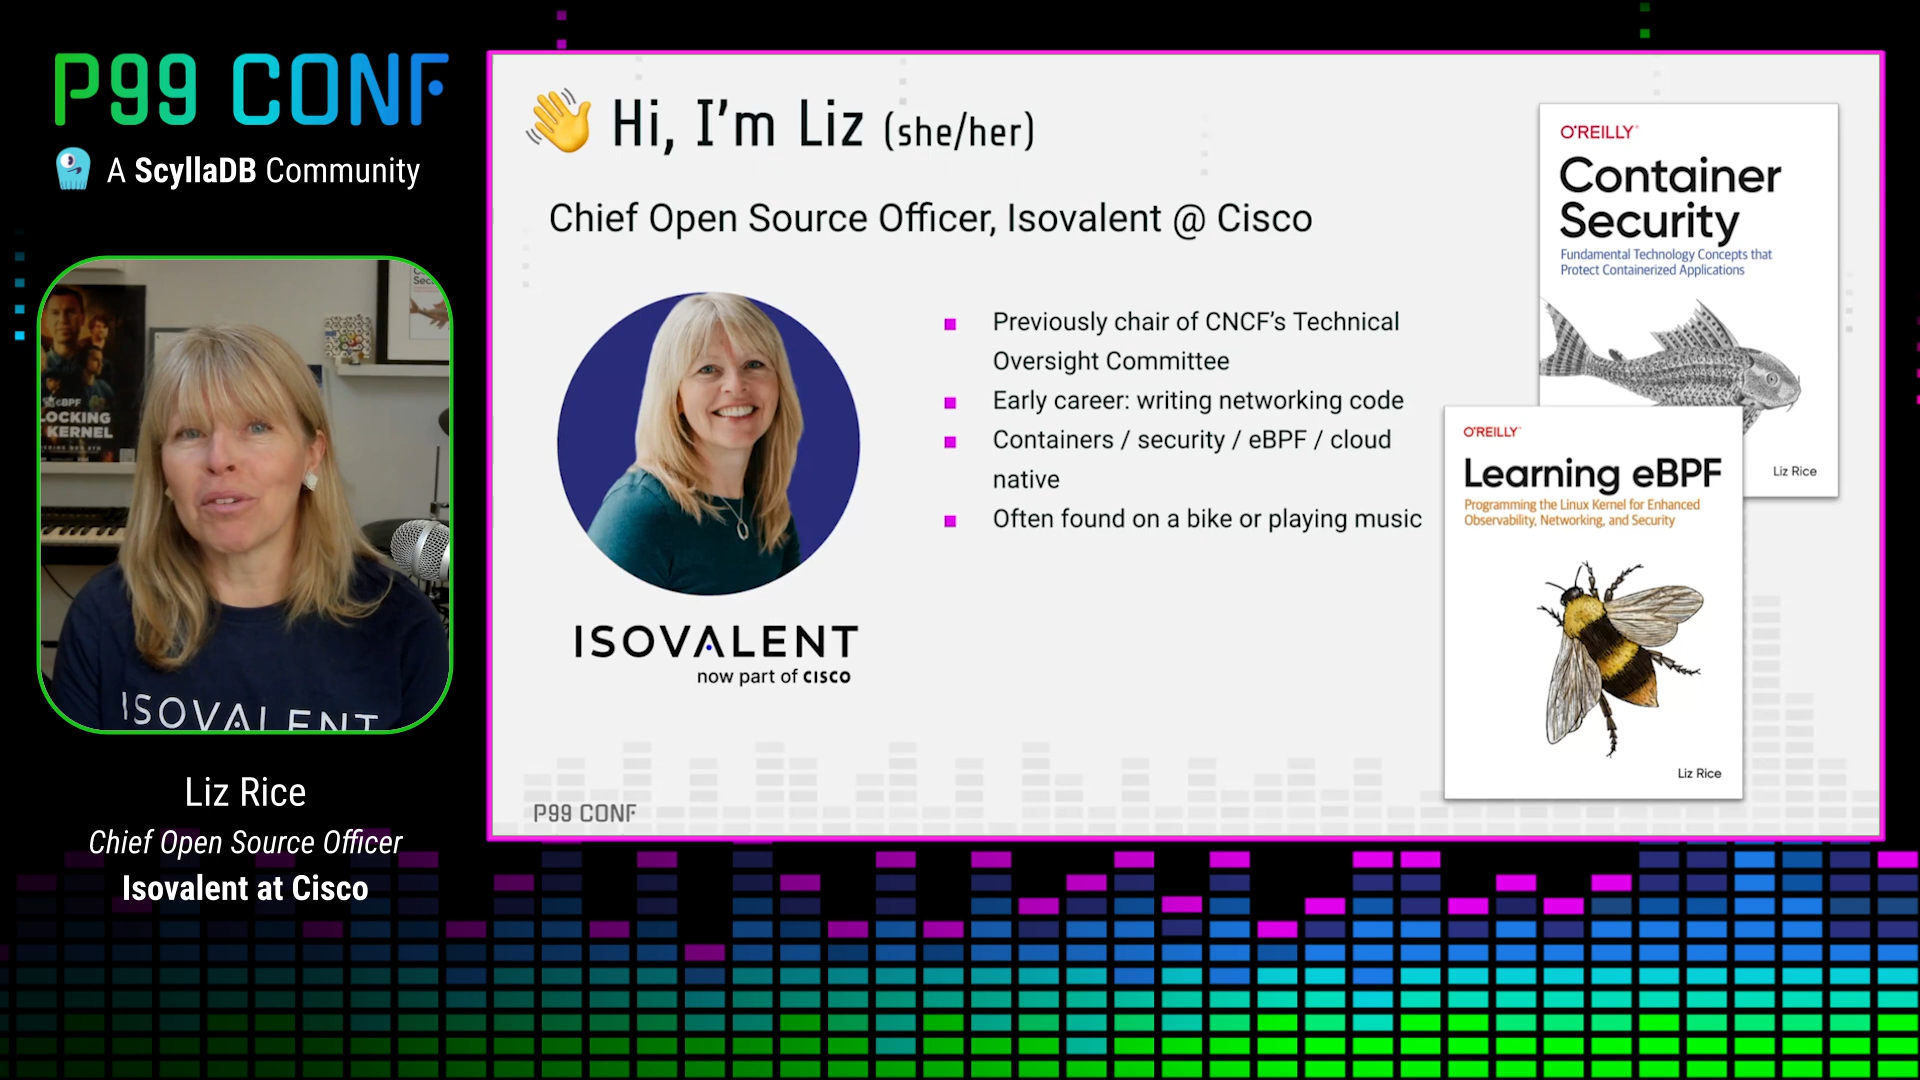 P99 CONF
A ScyllaDB Community
eBPF
LOCKING
KERNEL
ISOVALENT
Liz Rice
Chief Open Source Officer
Isovalent at Cisco
👋 Hi, I’m Liz (she/her)
Chief Open Source Officer, Isovalent @ Cisco
ISOVALENT
now part of CISCO
■ Previously chair of CNCF’s Technical
Oversight Committee
■ Early career: writing networking code
■ Containers / security / eBPF / cloud
native
■ Often found on a bike or playing music
O'REILLY®
Container
Security
Fundamental Technology Concepts that
Protect Containerized Applications
Liz Rice
O'REILLY®
Learning eBPF
Programming the Linux Kernel for Enhanced
Observability, Networking, and Security
Liz Rice
P99 CONF